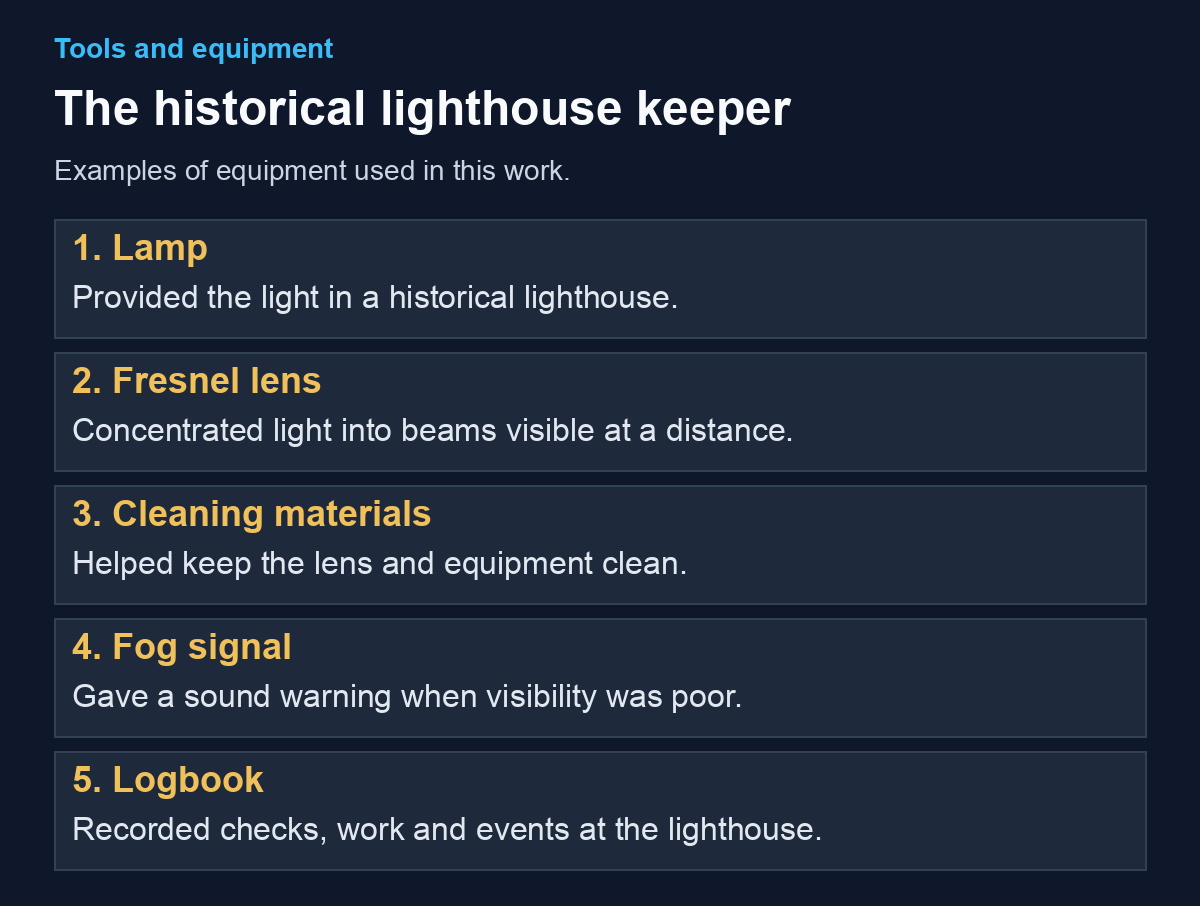 Tools and equipment
The historical lighthouse keeper
Examples of equipment used in this work.
1. Lamp
Provided the light in a historical lighthouse.
2. Fresnel lens
Concentrated light into beams visible at a distance.
3. Cleaning materials
Helped keep the lens and equipment clean.
4. Fog signal
Gave a sound warning when visibility was poor.
5. Logbook
Recorded checks, work and events at the lighthouse.